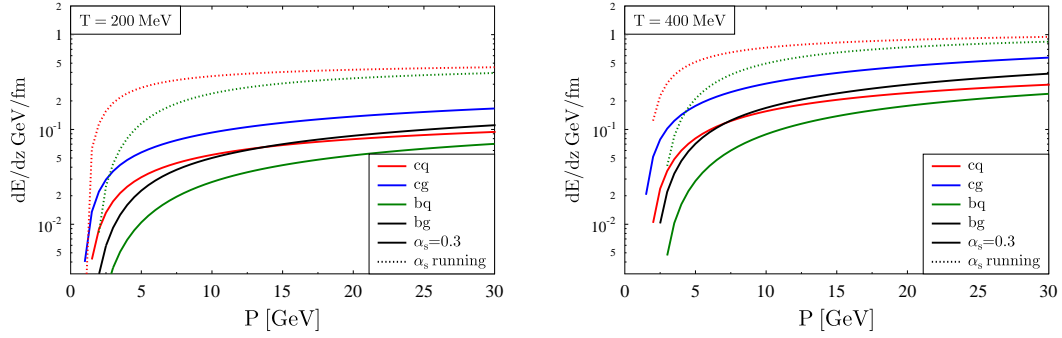 T = 200 MeV
dE/dz GeV/fm
2
1
5
2
10⁻¹
5
2
10⁻²
5
0 5 10 15 20 25 30
P [GeV]
cq
cg
bq
bg
αₛ=0.3
αₛ running
T = 400 MeV
dE/dz GeV/fm
2
1
5
2
10⁻¹
5
2
10⁻²
5
0 5 10 15 20 25 30
P [GeV]
cq
cg
bq
bg
αₛ=0.3
αₛ running